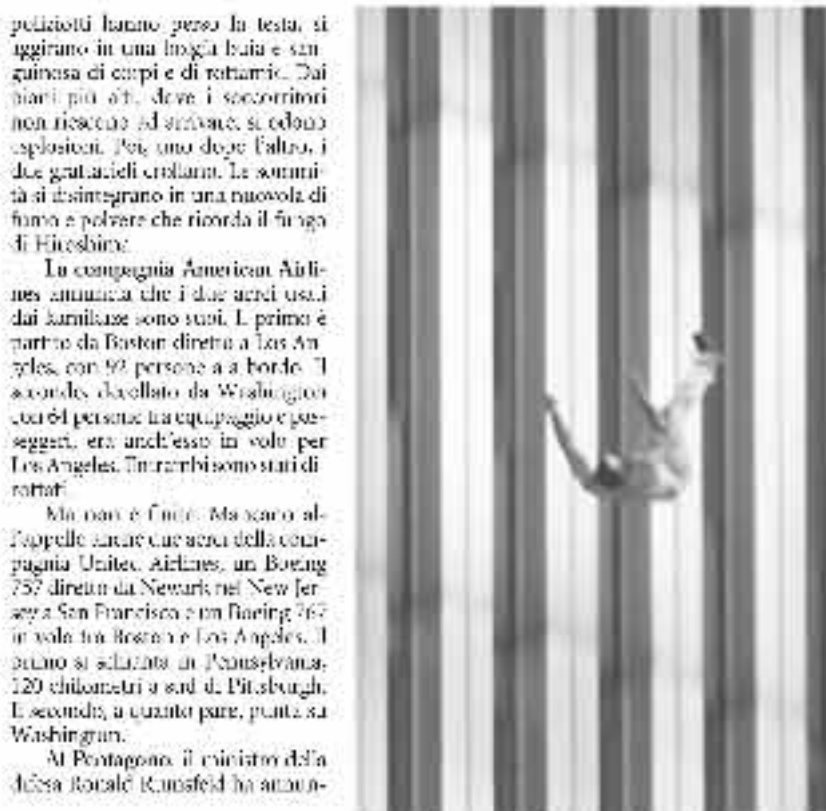 poliziotti hanno perso la testa, si
aggirano in una bolgia buia e san-
guinosa di corpi e di rottami. Dai
piani più alti, dove i soccorritori
non riescono ad arrivare, si odono
esplosioni. Poi, uno dopo l'altro, i
due grattacieli crollano. Le sommi-
tà si disintegrano in una nuovola di
fumo e polvere che ricorda il fungo
di Hiroshima.
La compagnia American Airli-
nes annuncia che i due aerei usati
dai kamikaze sono suoi. Il primo è
partito da Boston diretto a Los An-
geles, con 92 persone a a bordo. Il
secondo, decollato da Washington
con 64 persone tra equipaggio e pas-
seggeri, era anch'esso in volo per
Los Angeles. Entrambi sono stati di-
rottati.
Ma non è finita. Mancano al-
l'appello anche due aerei della com-
pagnia United Airlines, un Boeing
757 diretto da Newark nel New Jer-
sey a San Francisco e un Boeing 767
in volo tra Boston e Los Angeles. Il
primo si schianta in Pennsylvania,
120 chilometri a sud di Pittsburgh.
Il secondo, a quanto pare, punta su
Washington.
Al Pentagono, il ministro della
difesa Ronald Rumsfeld ha annun-